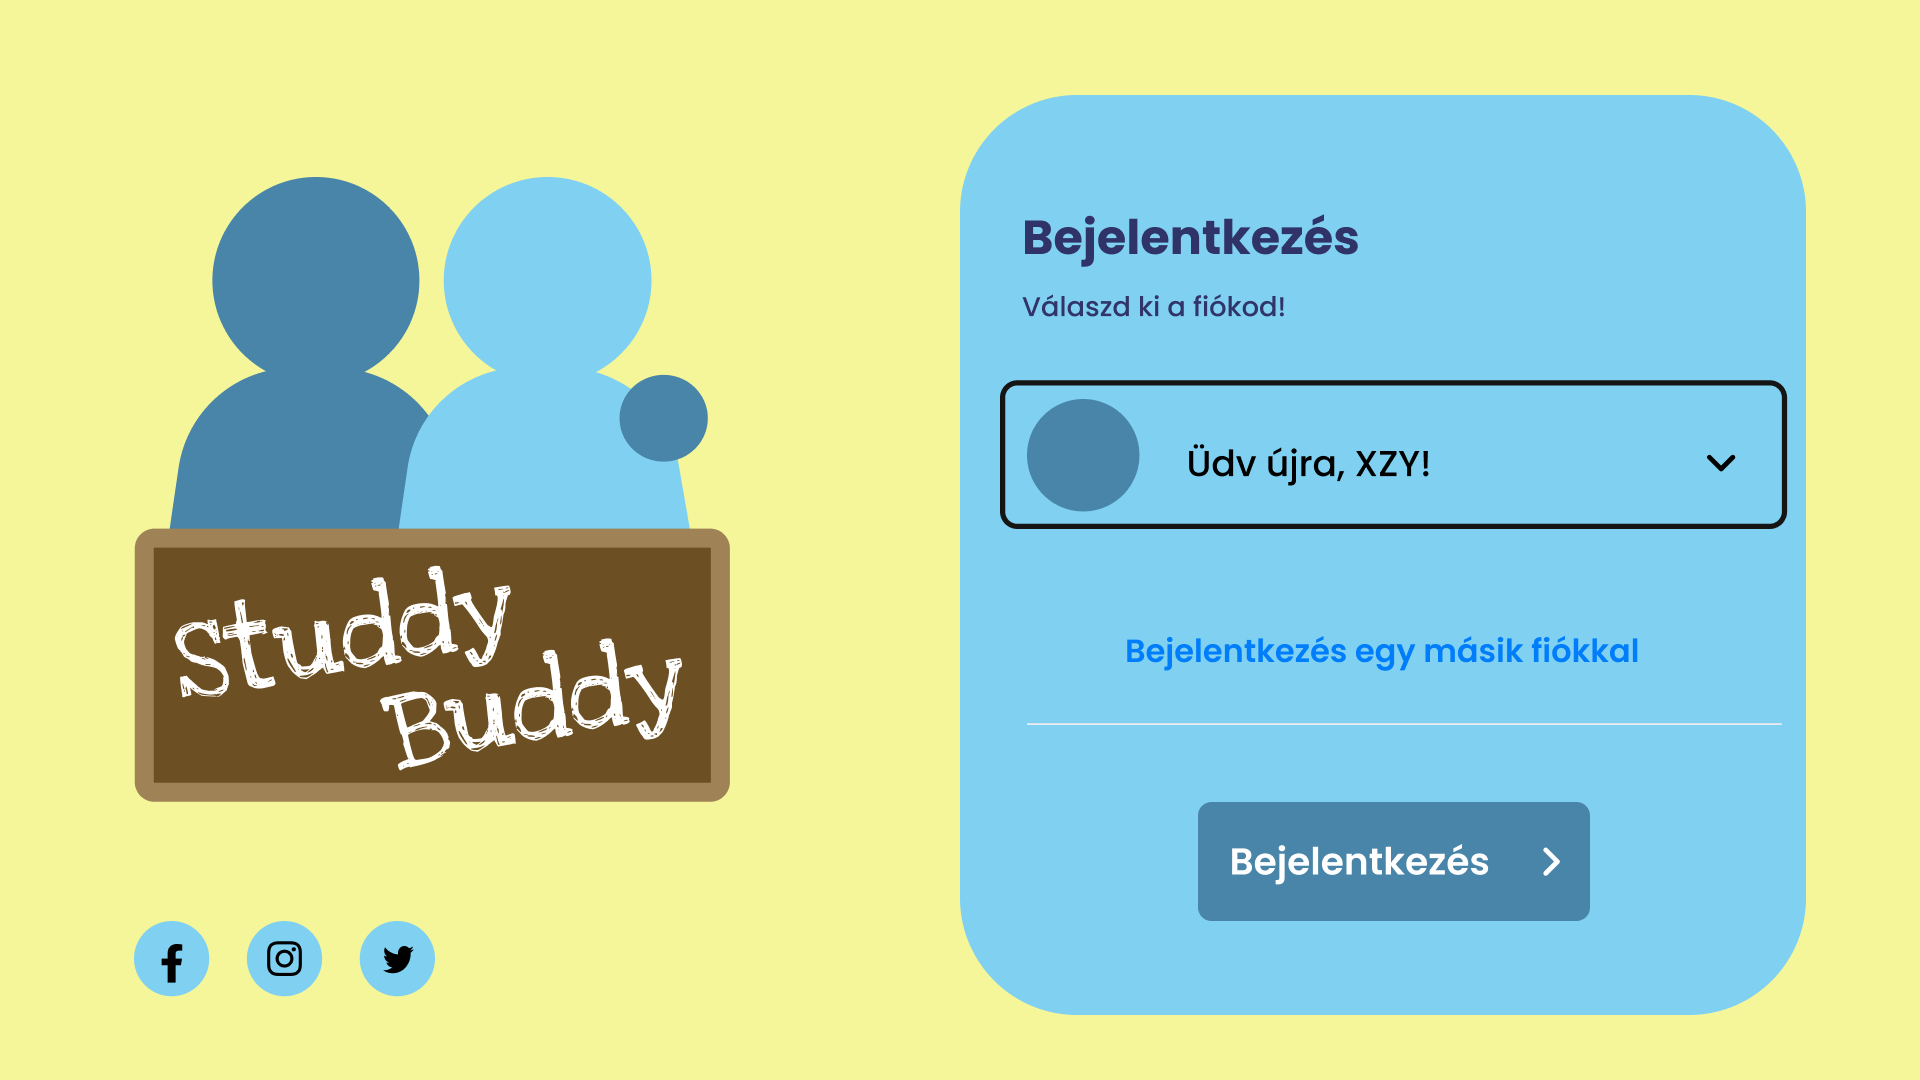 Studdy
Buddy
Bejelentkezés
Válaszd ki a fiókod!
Üdv újra, XZY!
Bejelentkezés egy másik fiókkal
Bejelentkezés